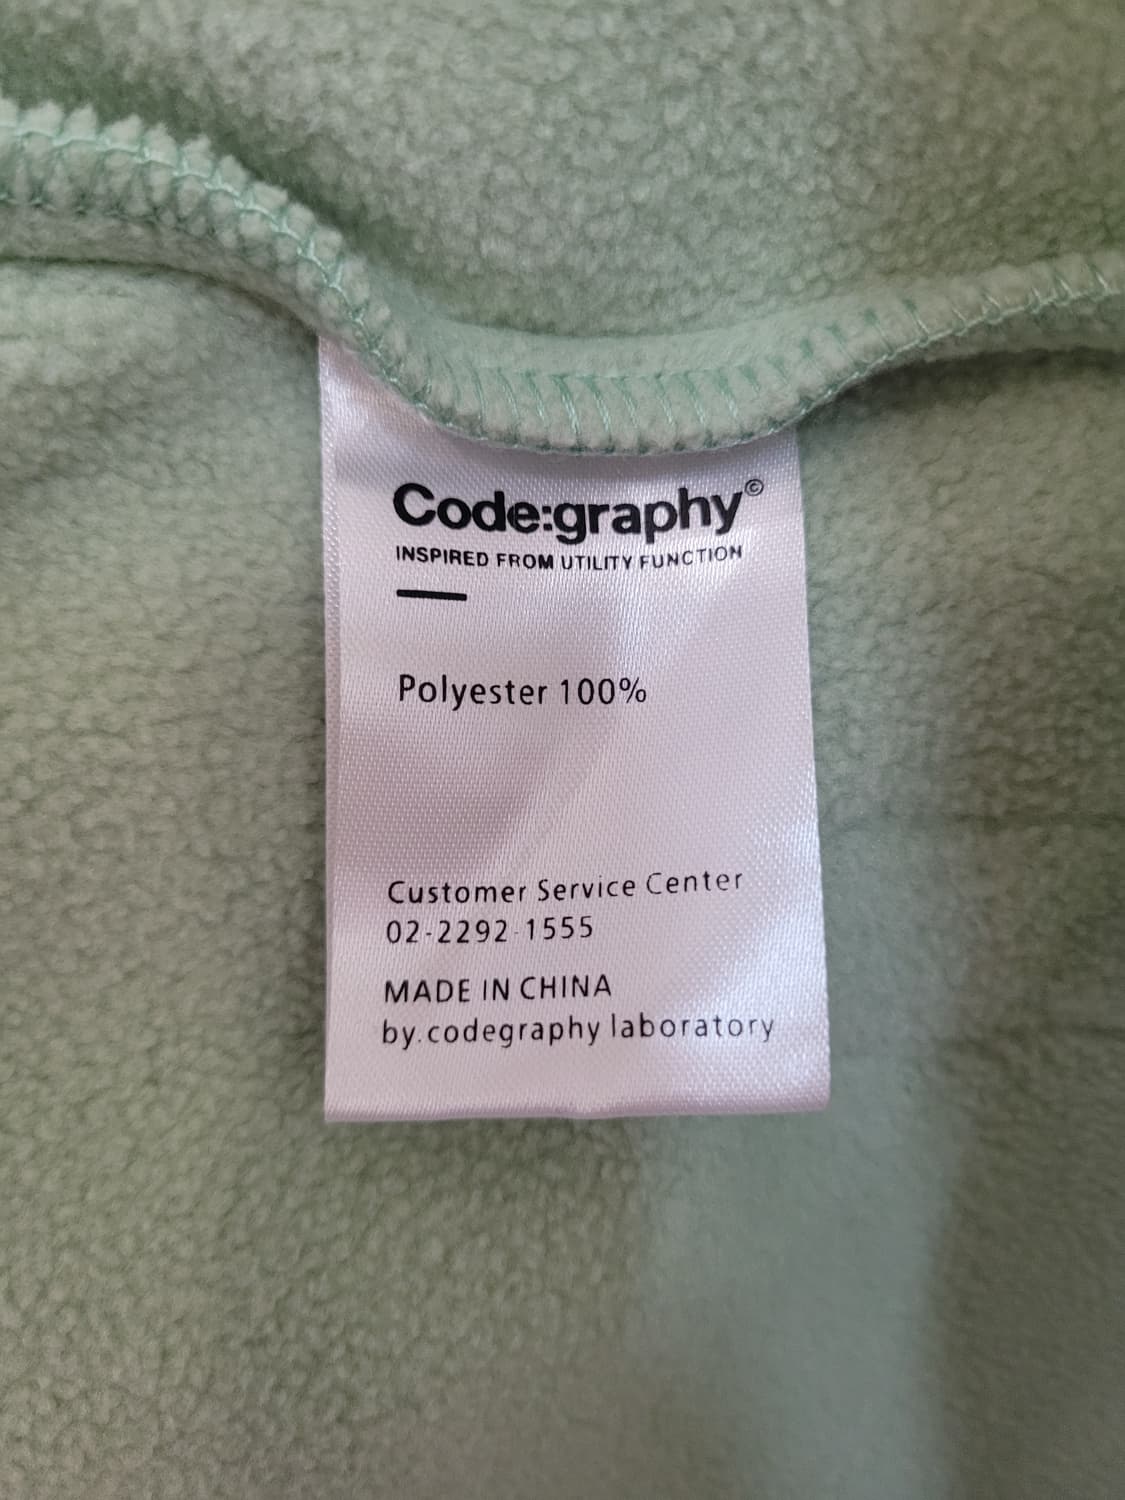 Code:graphy©
INSPIRED FROM UTILITY FUNCTION
Polyester 100%
Customer Service Center
02-2292-1555
MADE IN CHINA
by.codegraphy laboratory